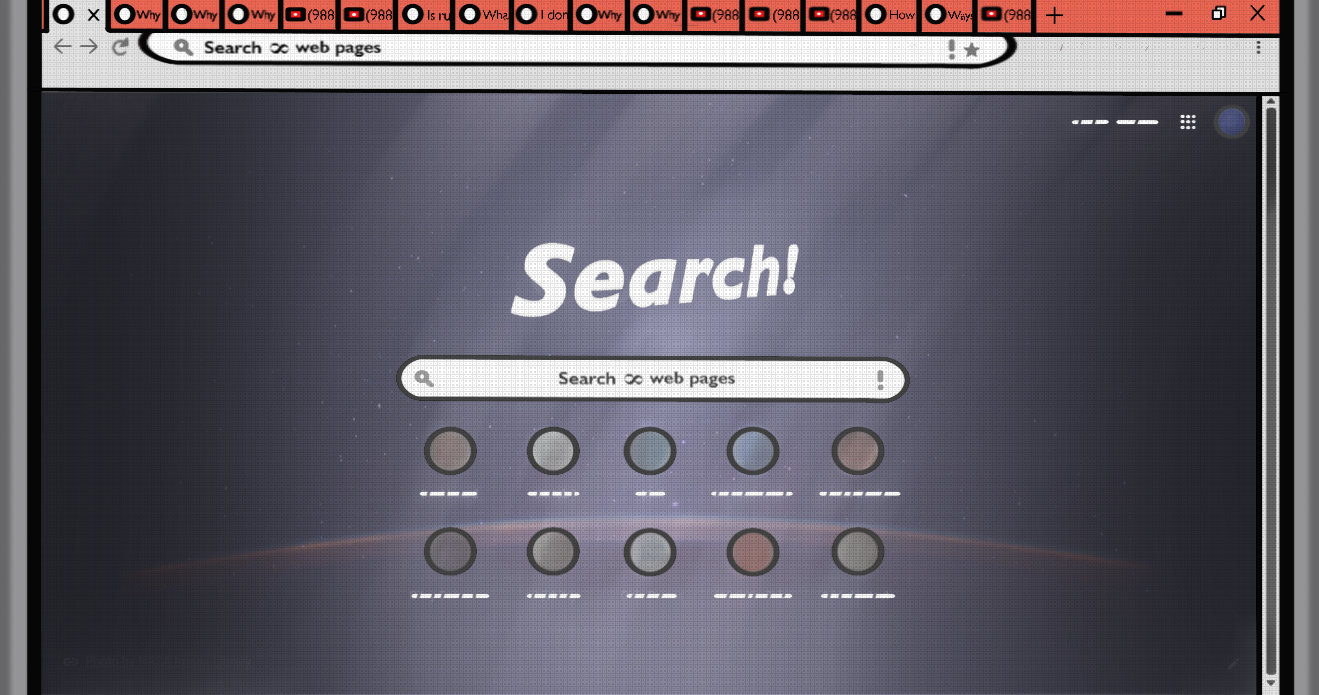 Why Why Why (988 (988 Is ru Wha I don Why Why (988 (988 (988 How Ways (988
Search ∞ web pages
Search!
Search ∞ web pages